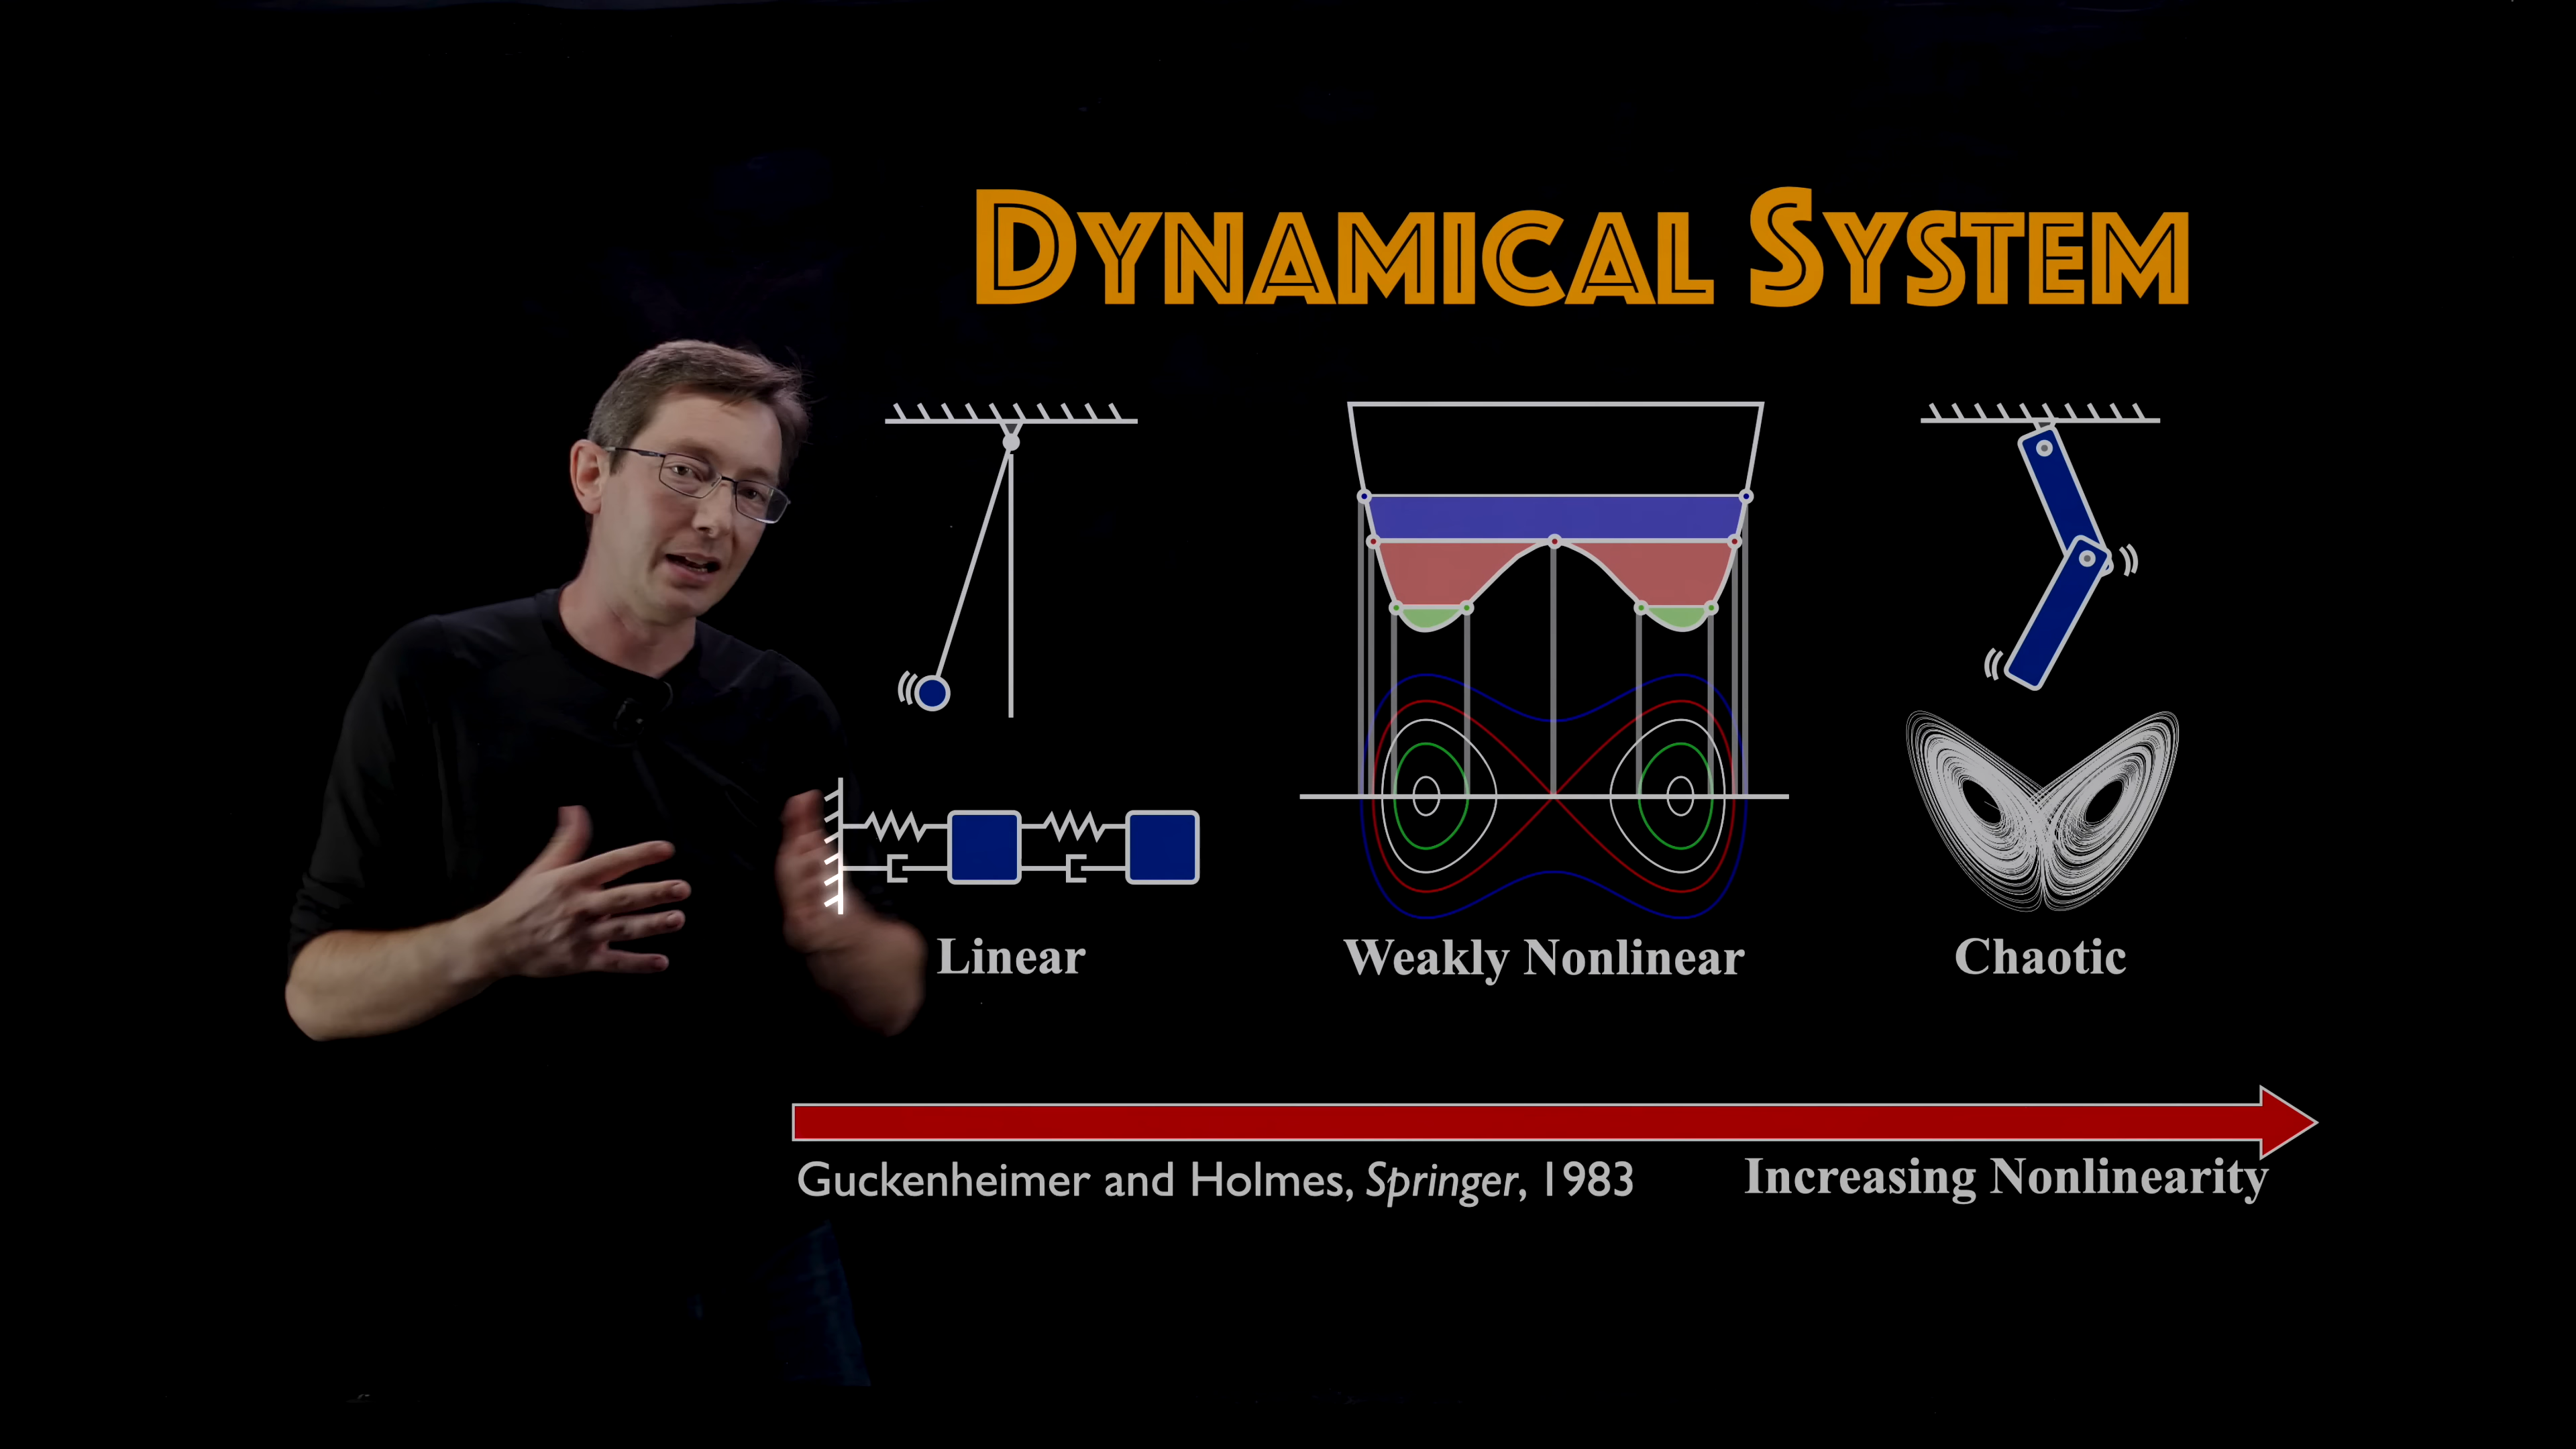 DYNAMICAL SYSTEM
Linear
Weakly Nonlinear
Chaotic
Guckenheimer and Holmes, Springer, 1983
Increasing Nonlinearity